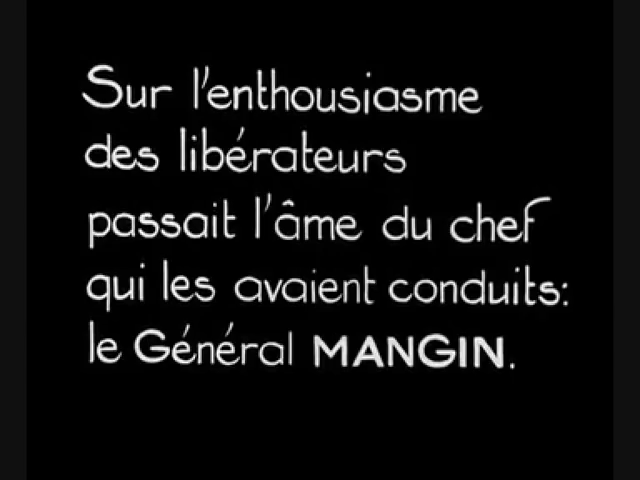 Sur l'enthousiasme
des libérateurs
passait l'âme du chef
qui les avaient conduits:
le Général MANGIN.